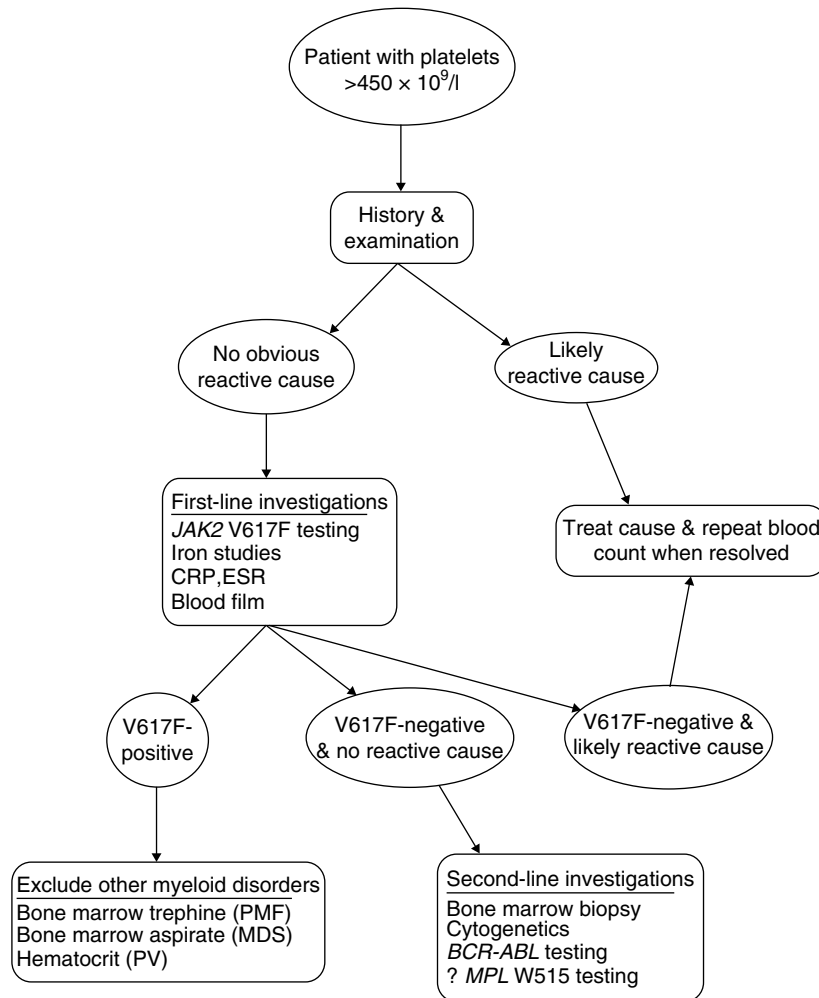 Patient with platelets
>450 × 10⁹/l
History &
examination
No obvious
reactive cause
Likely
reactive cause
First-line investigations
JAK2 V617F testing
Iron studies
CRP,ESR
Blood film
Treat cause & repeat blood
count when resolved
V617F-
positive
V617F-negative
& no reactive cause
V617F-negative &
likely reactive cause
Exclude other myeloid disorders
Bone marrow trephine (PMF)
Bone marrow aspirate (MDS)
Hematocrit (PV)
Second-line investigations
Bone marrow biopsy
Cytogenetics
BCR-ABL testing
? MPL W515 testing